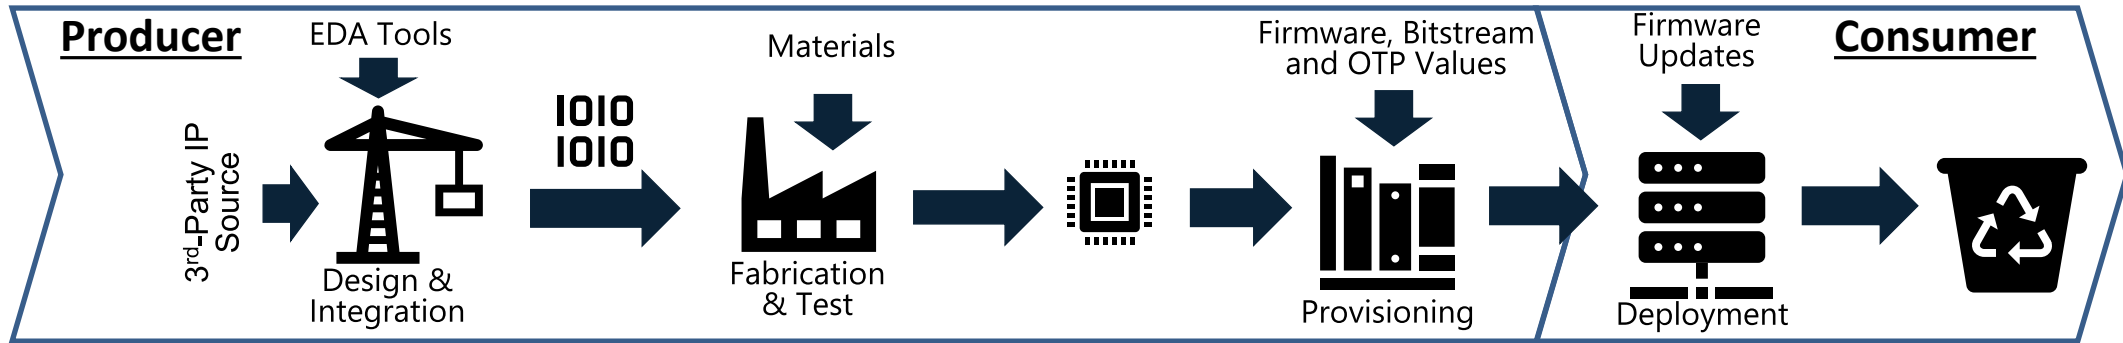 Producer
EDA Tools
3rd-Party IP
Source
Design &
Integration
1010
1010
Materials
Fabrication
& Test
Firmware, Bitstream
and OTP Values
Provisioning
Firmware
Updates
Deployment
Consumer